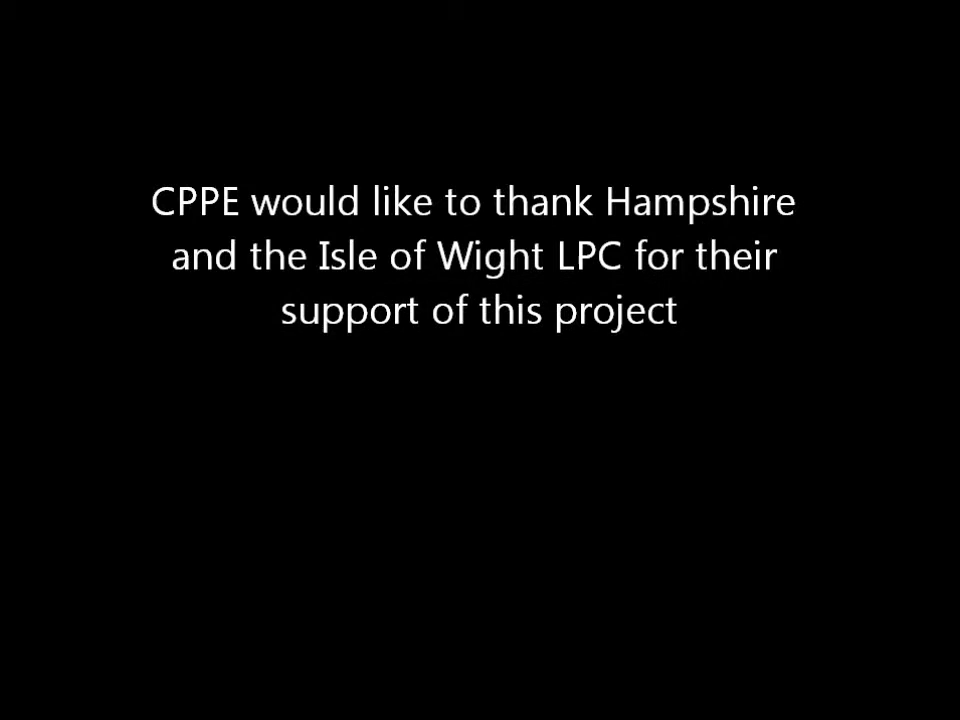 CPPE would like to thank Hampshire
and the Isle of Wight LPC for their
support of this project